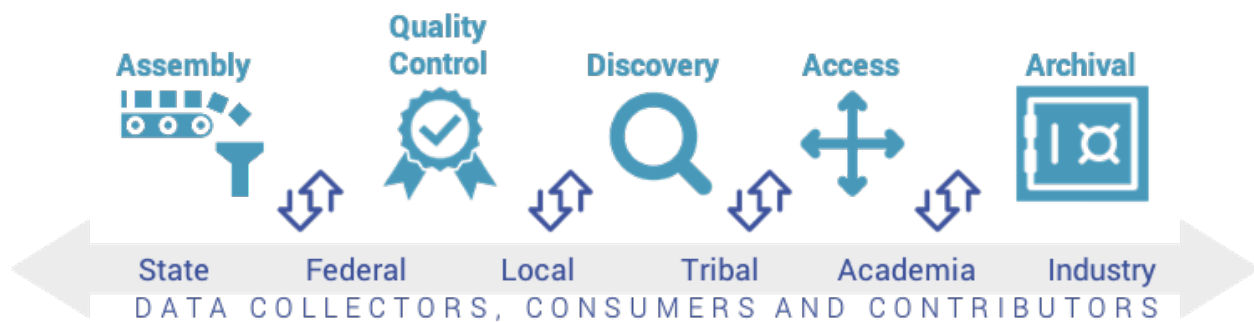 Assembly
Quality
Control
Discovery
Access
Archival
State Federal Local Tribal Academia Industry
DATA COLLECTORS, CONSUMERS AND CONTRIBUTORS